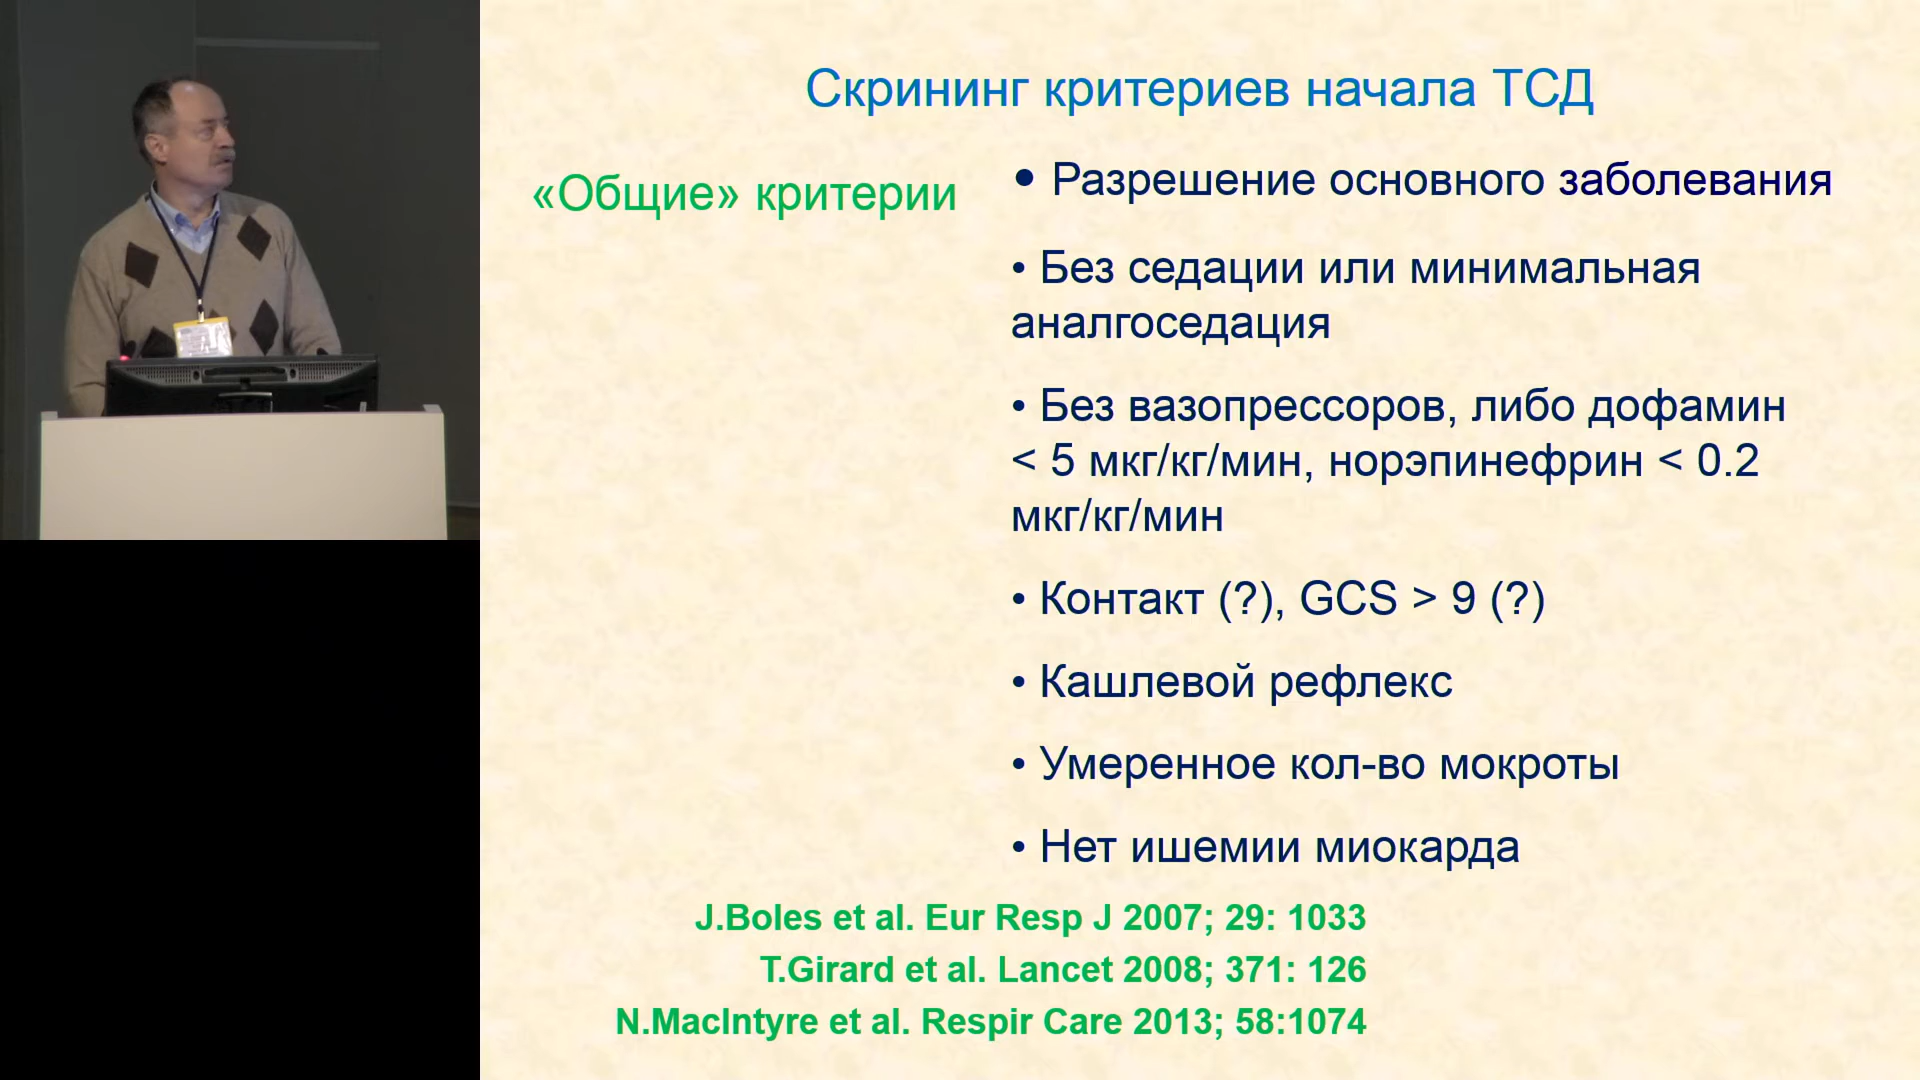 Скрининг критериев начала ТСД
«Общие» критерии
• Разрешение основного заболевания
• Без седации или минимальная
аналгоседация
• Без вазопрессоров, либо дофамин
< 5 мкг/кг/мин, норэпинефрин < 0.2
мкг/кг/мин
• Контакт (?), GCS > 9 (?)
• Кашлевой рефлекс
• Умеренное кол-во мокроты
• Нет ишемии миокарда
J.Boles et al. Eur Resp J 2007; 29: 1033
T.Girard et al. Lancet 2008; 371: 126
N.MacIntyre et al. Respir Care 2013; 58:1074